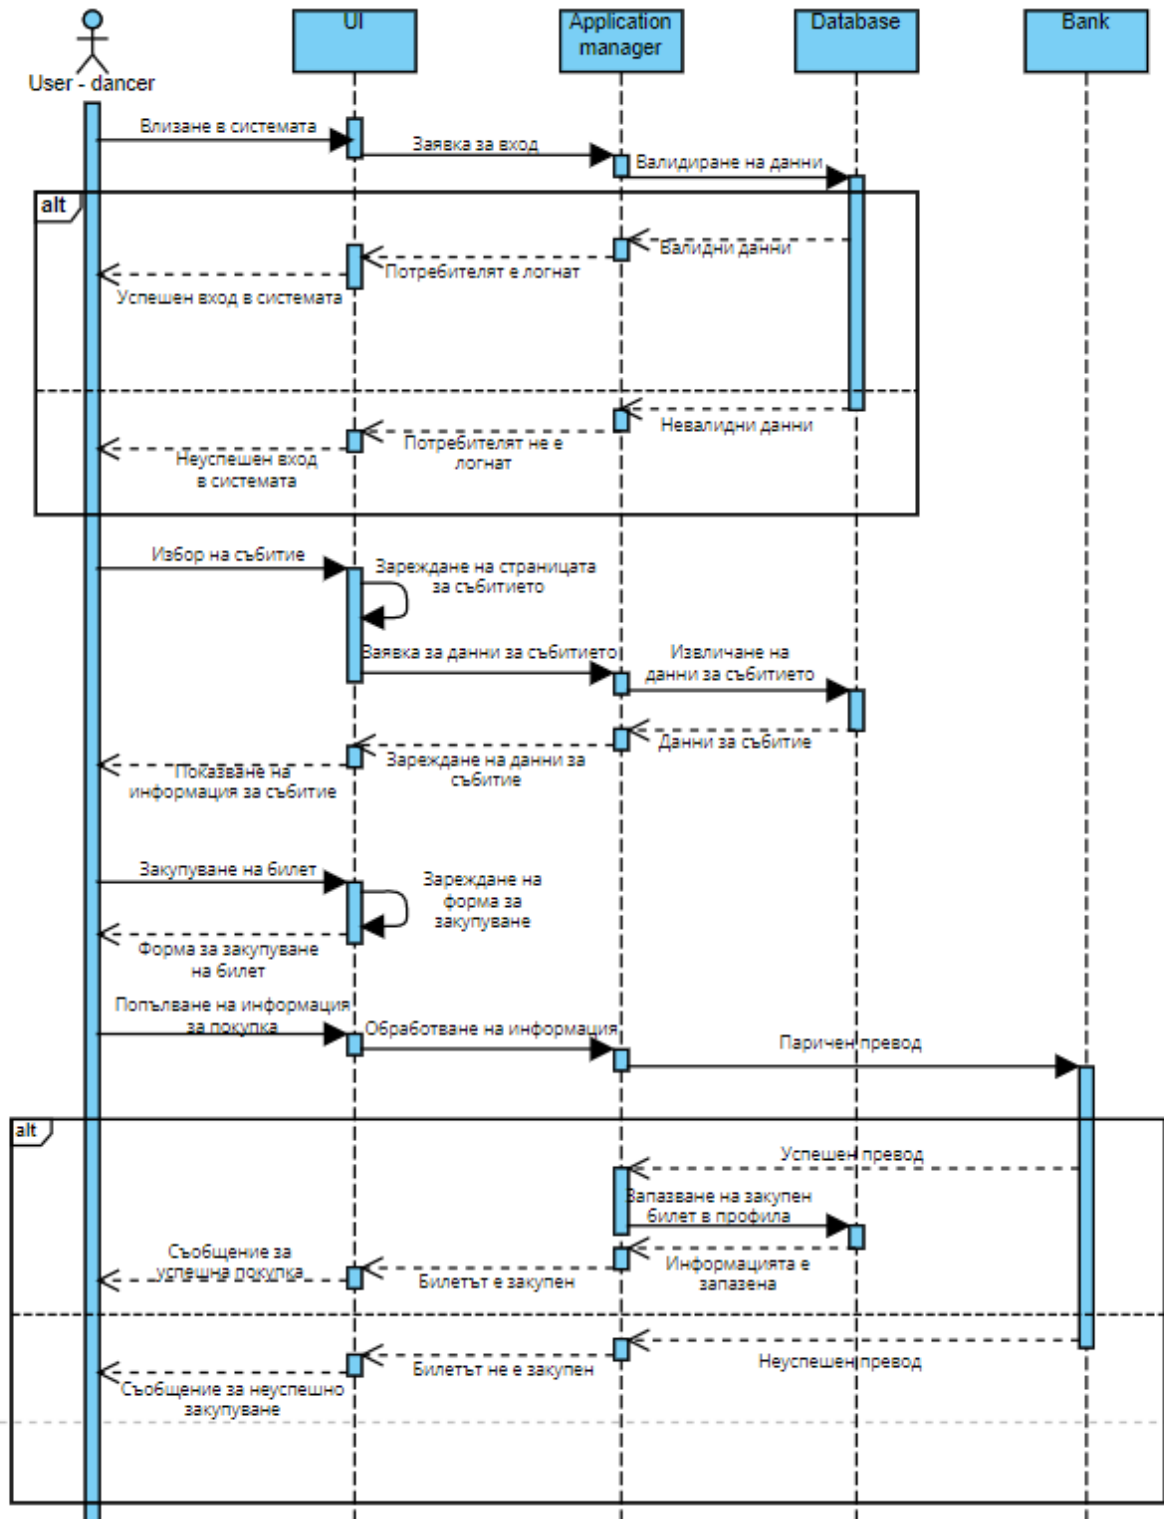 UI
Application
manager
Database
Bank
User - dancer
Влизане в системата
Заявка за вход
Валидиране на данни
alt
Валидни данни
Потребителят е логнат
Успешен вход в системата
Невалидни данни
Потребителят не е
логнат
Неуспешен вход
в системата
Избор на събитие
Зареждане на страницата
за събитието
Заявка за данни за събитието
Извличане на
данни за събитието
Данни за събитие
Зареждане на данни за
събитие
Показване на
информация за събитие
Закупуване на билет
Зареждане на
форма за
закупуване
Форма за закупуване
на билет
Попълване на информация
за покупка
Обработване на информация
Паричен превод
alt
Успешен превод
Запазване на закупен
билет в профила
Информацията е
запазена
Билетът е закупен
Съобщение за
успешна покупка
Неуспешен превод
Билетът не е закупен
Съобщение за неуспешно
закупуване